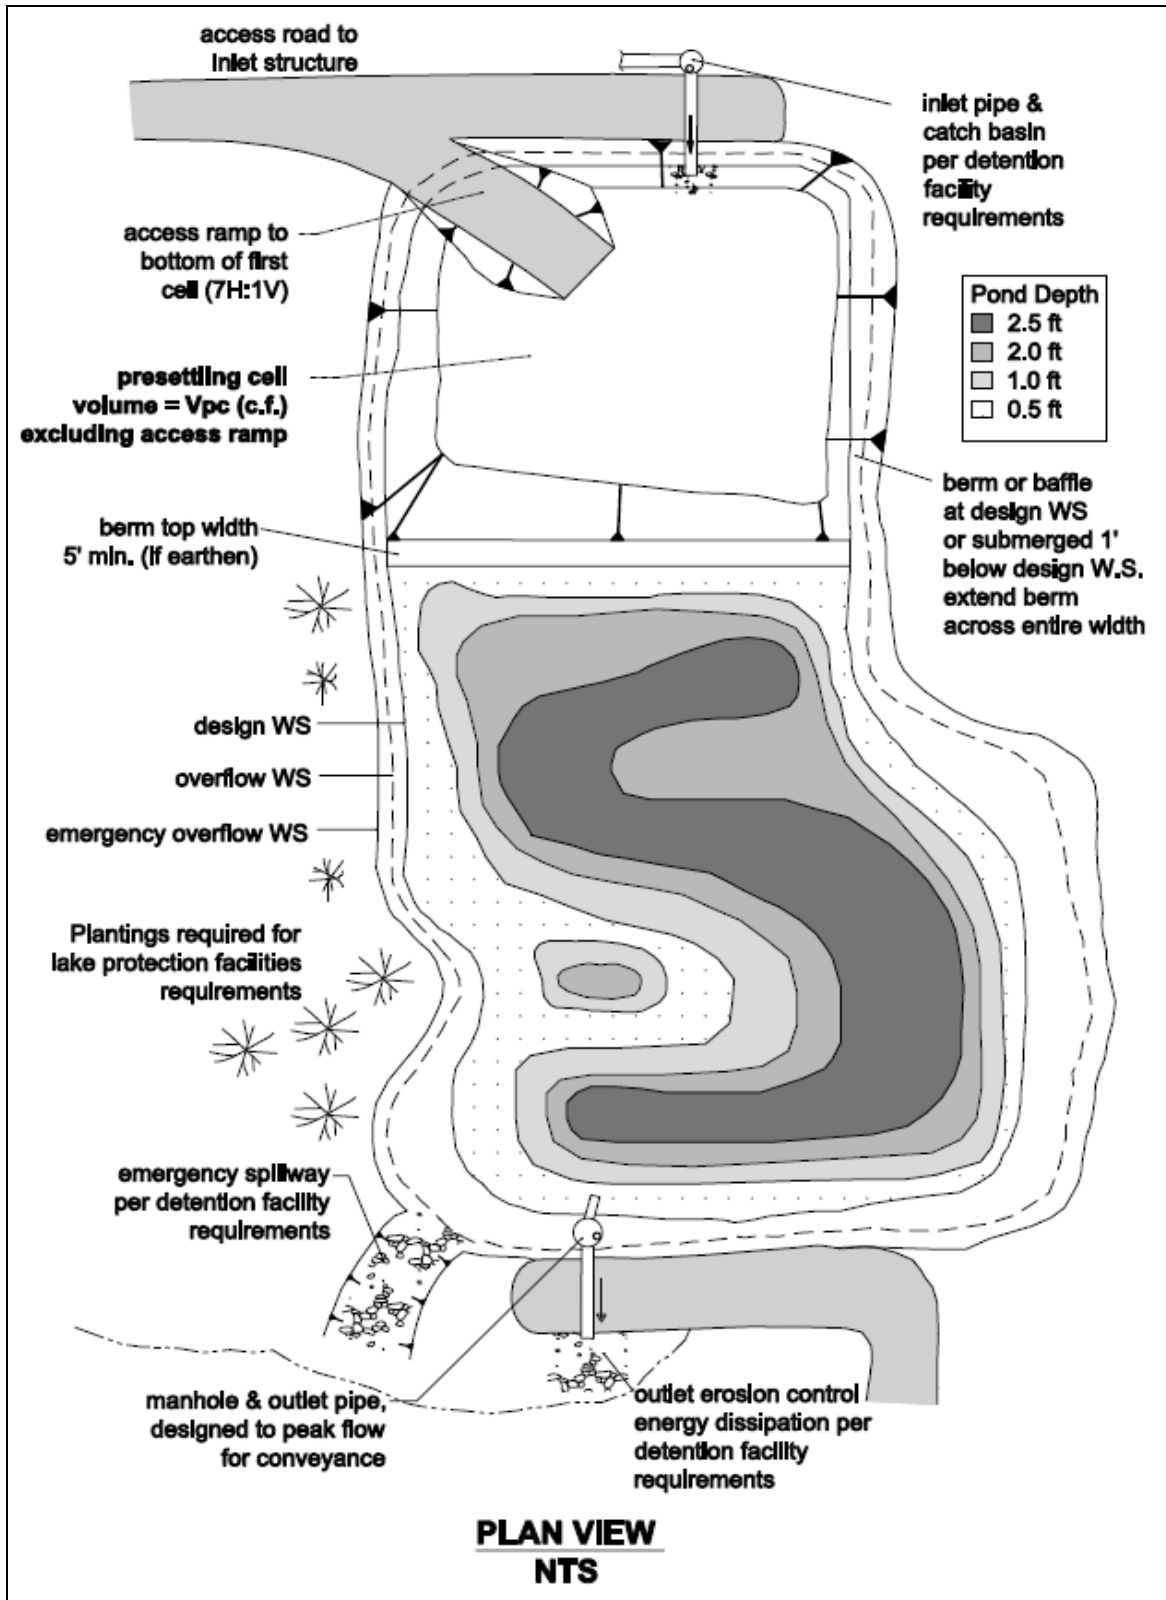 access road to
inlet structure
inlet pipe &
catch basin
per detention
facility
requirements
access ramp to
bottom of first
cell (7H:1V)
Pond Depth
2.5 ft
2.0 ft
1.0 ft
0.5 ft
presettling cell
volume = Vpc (c.f.)
excluding access ramp
berm top width
5' min. (if earthen)
berm or baffle
at design WS
or submerged 1'
below design W.S.
extend berm
across entire width
design WS
overflow WS
emergency overflow WS
Plantings required for
lake protection facilities
requirements
emergency spillway
per detention facility
requirements
manhole & outlet pipe,
designed to peak flow
for conveyance
outlet erosion control
energy dissipation per
detention facility
requirements
PLAN VIEW
NTS